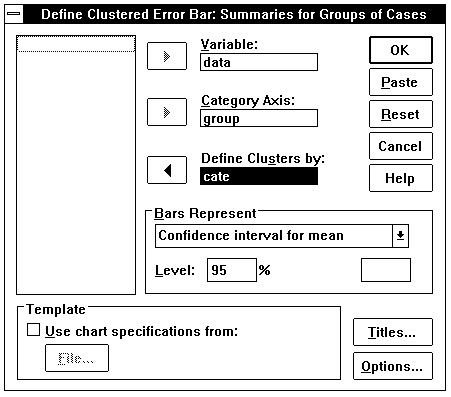 Define Clustered Error Bar: Summaries for Groups of Cases
Variable:
data
OK
Paste
Category Axis:
group
Reset
Cancel
Define Clusters by:
cate
Help
Bars Represent
Confidence interval for mean
Level: 95 %
Template
Use chart specifications from:
File...
Titles...
Options...